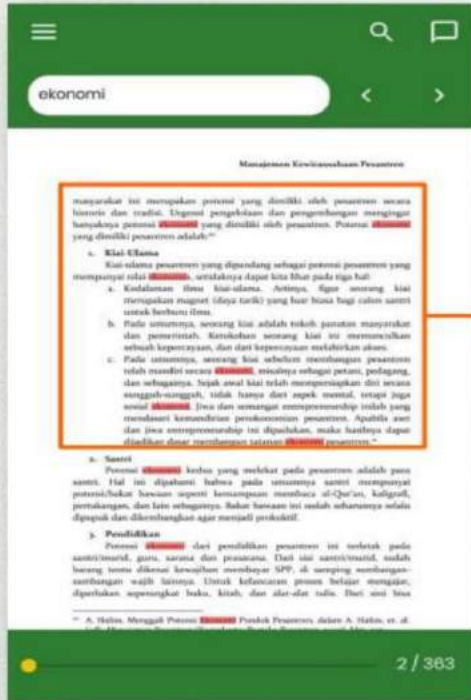 ekonomi
Manajemen Kewirausahaan Pesantren
masyarakat ini merupakan potensi yang dimiliki oleh pesantren secara
historis dan tradisi. Urgensi pengelolaan dan pengembangan mengingat
banyaknya potensi ekonomi yang dimiliki oleh pesantren. Potensi ekonomi
yang dimiliki pesantren adalah:
1. Kiai-Ulama
Kiai-ulama pesantren yang dipandang sebagai potensi pesantren yang
mempunyai nilai ekonomis, setidaknya dapat kita lihat pada tiga hal:
a. Kedalaman ilmu kiai-ulama. Artinya, figur seorang kiai
merupakan magnet (daya tarik) yang luar biasa bagi calon santri
untuk berburu ilmu.
b. Pada umumnya, seorang kiai adalah tokoh panutan masyarakat
dan pemerintah. Ketokohan seorang kiai ini memunculkan
sebuah kepercayaan, dan dari kepercayaan melahirkan akses.
c. Pada umumnya, seorang kiai sebelum membangun pesantren
telah mandiri secara ekonomi, misalnya sebagai petani, pedagang,
dan sebagainya. Sejak awal kiai telah mempersiapkan diri secara
sungguh-sungguh, tidak hanya dari aspek mental, tetapi juga
sosial ekonomi. Jiwa dan semangat entrepreneurship inilah yang
mendasari kemandirian perekonomian pesantren. Apabila aset
dan jiwa entrepreneurship ini dipadukan, maka hasilnya dapat
dijadikan dasar membangun tatanan ekonomi pesantren.
2. Santri
Potensi ekonomi kedua yang melekat pada pesantren adalah para
santri. Hal ini dipahami bahwa pada umumnya santri mempunyai
potensi/bakat bawaan seperti kemampuan membaca al-Qur'an, kaligrafi,
pertukangan, dan lain sebagainya. Bakat bawaan ini sudah seharusnya selalu
dipupuk dan dikembangkan agar menjadi produktif.
3. Pendidikan
Potensi ekonomi dari pendidikan pesantren ini terletak pada
santri/murid, guru, sarana dan prasarana. Dari sisi santri/murid, sudah
barang tentu dikenai kewajiban membayar SPP, di samping sumbangan-
sumbangan wajib lainnya. Untuk kelancaran proses belajar mengajar,
diperlukan seperangkat buku, kitab, dan alat-alat tulis. Dari sini bisa
A. Halim, Menggali Potensi Ekonomi Pondok Pesantren, dalam A. Halim, et. al.
2 / 363